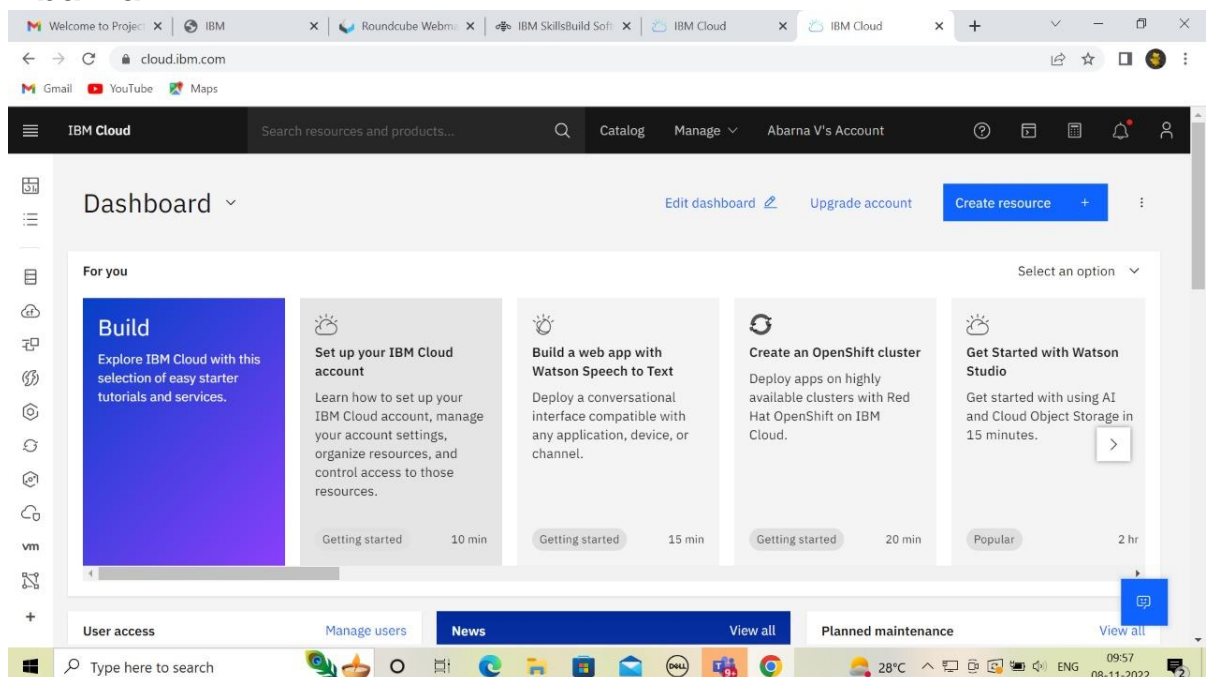 Welcome to Projec
IBM
Roundcube Webma
IBM SkillsBuild Soft
IBM Cloud
IBM Cloud
cloud.ibm.com
Gmail
YouTube
Maps
IBM Cloud
Search resources and products...
Catalog
Manage
Abarna V's Account
Dashboard
Edit dashboard
Upgrade account
Create resource +
For you
Select an option
Build
Explore IBM Cloud with this
selection of easy starter
tutorials and services.
Set up your IBM Cloud
account
Learn how to set up your
IBM Cloud account, manage
your account settings,
organize resources, and
control access to those
resources.
Getting started
10 min
Build a web app with
Watson Speech to Text
Deploy a conversational
interface compatible with
any application, device, or
channel.
Getting started
15 min
Create an OpenShift cluster
Deploy apps on highly
available clusters with Red
Hat OpenShift on IBM
Cloud.
Getting started
20 min
Get Started with Watson
Studio
Get started with using AI
and Cloud Object Storage in
15 minutes.
Popular
2 hr
vm
User access
Manage users
News
View all
Planned maintenance
View all
Type here to search
DELL
28°C
ENG
09:57
08-11-2022
2